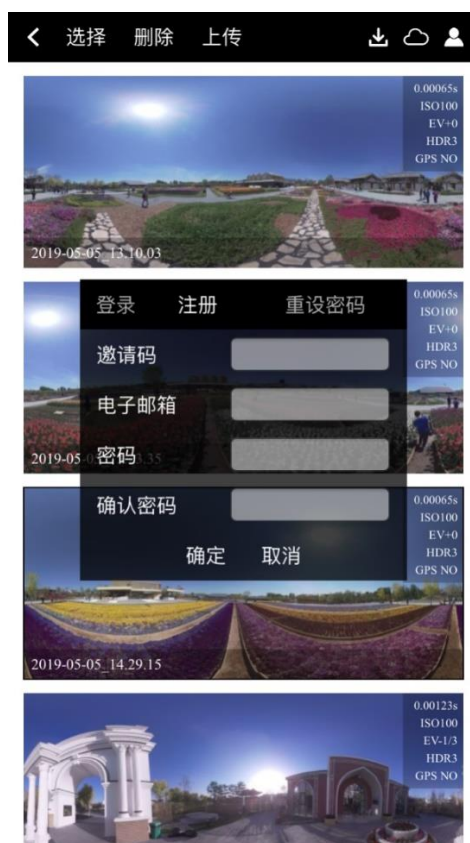 选择 删除 上传
0.00065s
ISO100
EV+0
HDR3
GPS NO
2019-05-05_13.10.03
登录 注册 重设密码
邀请码
电子邮箱
密码
确认密码
确定 取消
0.00065s
ISO100
EV+0
HDR3
GPS NO
2019-05-0
3.35
0.00065s
ISO100
EV+0
HDR3
GPS NO
2019-05-05_14.29.15
0.00123s
ISO100
EV-1/3
HDR3
GPS NO